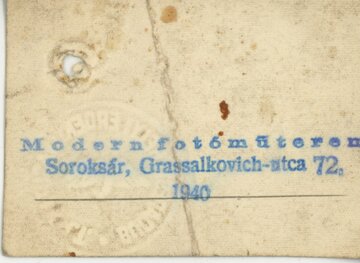 Modern fotóműterem
Soroksár, Grassalkovich-utca 72.
1940